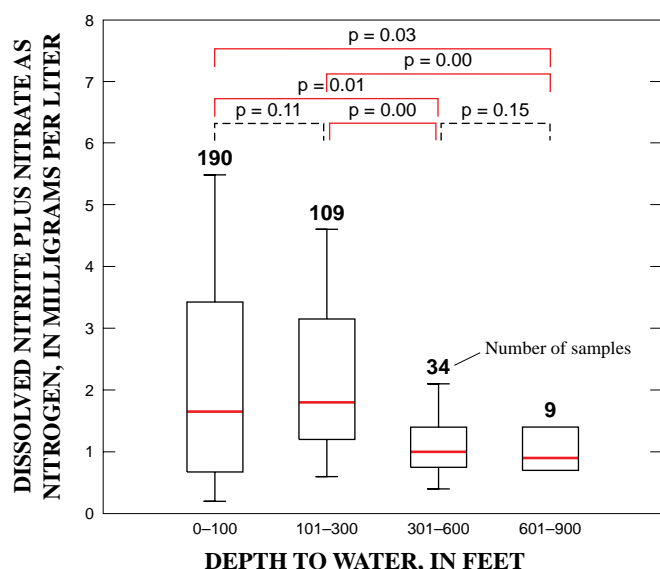 DISSOLVED NITRITE PLUS NITRATE AS
NITROGEN, IN MILLIGRAMS PER LITER
8
7
6
5
4
3
2
1
0
p = 0.03
p = 0.00
p = 0.01
p = 0.11
p = 0.00
p = 0.15
190
109
34
9
Number of samples
0–100
101–300
301–600
601–900
DEPTH TO WATER, IN FEET